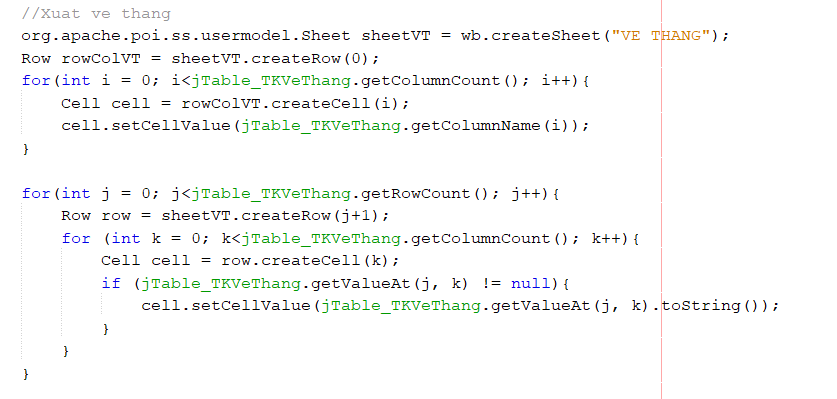 //Xuat ve thang
org.apache.poi.ss.usermodel.Sheet sheetVT = wb.createSheet("VE THANG");
Row rowColVT = sheetVT.createRow(0);
for(int i = 0; i<jTable_TKVeThang.getColumnCount(); i++){
    Cell cell = rowColVT.createCell(i);
    cell.setCellValue(jTable_TKVeThang.getColumnName(i));
}

for(int j = 0; j<jTable_TKVeThang.getRowCount(); j++){
    Row row = sheetVT.createRow(j+1);
    for (int k = 0; k<jTable_TKVeThang.getColumnCount(); k++){
        Cell cell = row.createCell(k);
        if (jTable_TKVeThang.getValueAt(j, k) != null){
            cell.setCellValue(jTable_TKVeThang.getValueAt(j, k).toString());
        }
    }
}